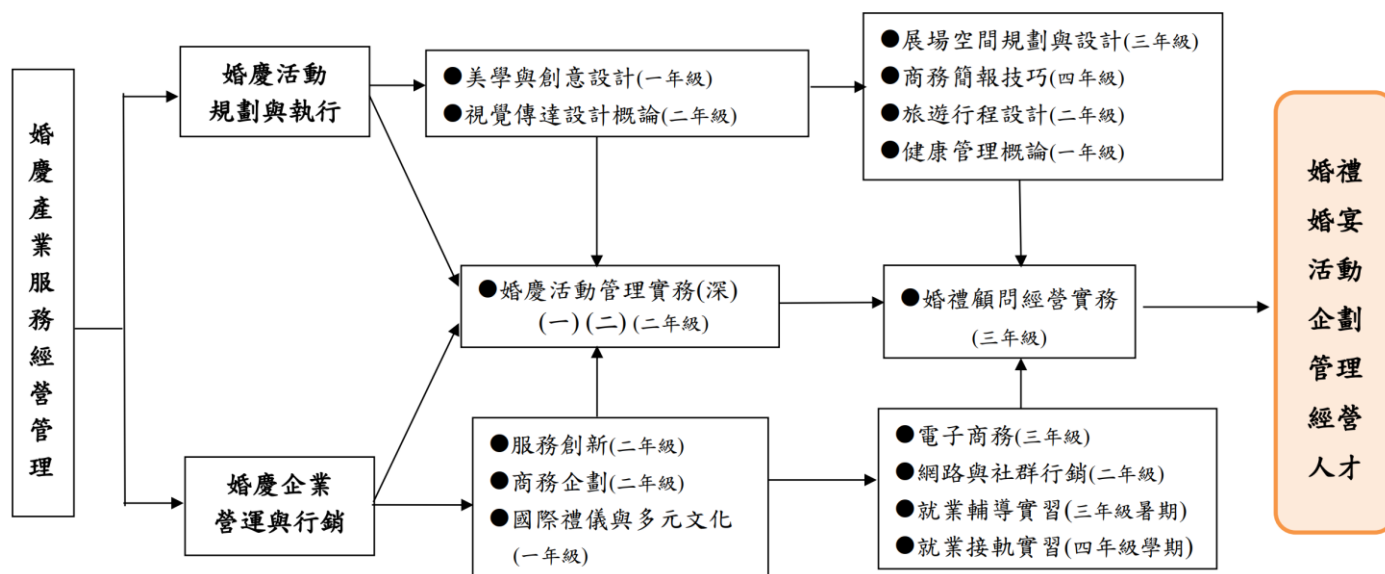 婚慶產業服務經營管理
婚慶活動
規劃與執行
●美學與創意設計(一年級)
●視覺傳達設計概論(二年級)
●展場空間規劃與設計(三年級)
●商務簡報技巧(四年級)
●旅遊行程設計(二年級)
●健康管理概論(一年級)
●婚慶活動管理實務(深)
(一)(二)(二年級)
●婚禮顧問經營實務
(三年級)
婚慶企業
營運與行銷
●服務創新(二年級)
●商務企劃(二年級)
●國際禮儀與多元文化
(一年級)
●電子商務(三年級)
●網路與社群行銷(二年級)
●就業輔導實習(三年級暑期)
●就業接軌實習(四年級學期)
婚禮
婚宴
活動
企劃
管理
經營
人才